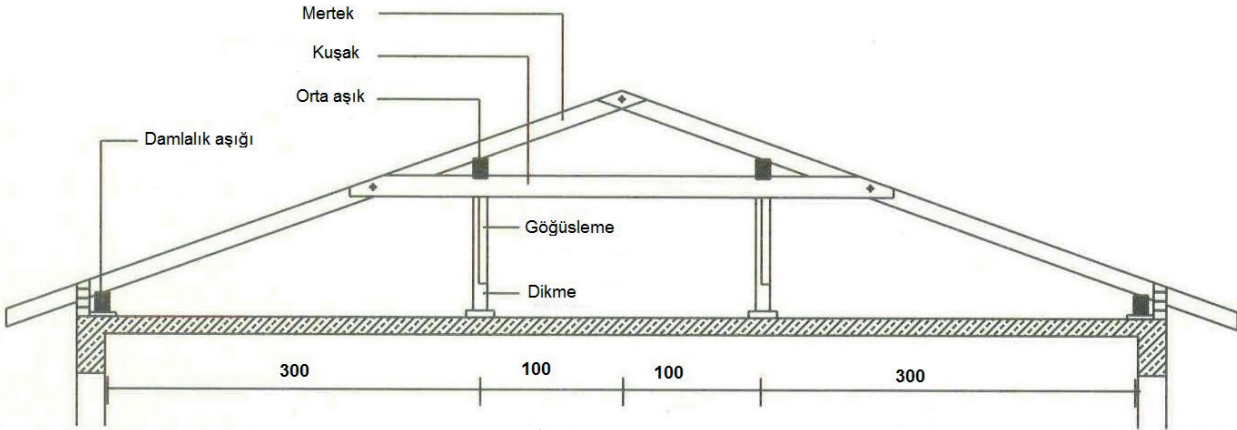 Mertek
Kuşak
Orta aşık
Damlalık aşığı
Göğüsleme
Dikme
300
100
100
300